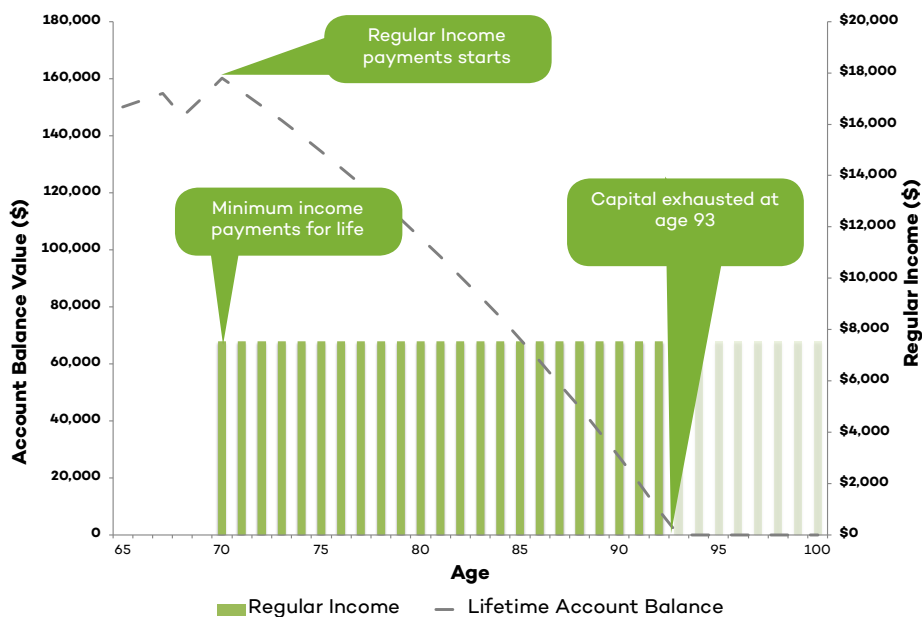 180,000
160,000
140,000
120,000
100,000
80,000
60,000
40,000
20,000
0
Account Balance Value ($)
Regular Income
payments starts
Minimum income
payments for life
Capital exhausted at
age 93
$20,000
$18,000
$16,000
$14,000
$12,000
$10,000
$8,000
$6,000
$4,000
$2,000
$0
Regular Income ($)
65 70 75 80 85 90 95 100
Age
Regular Income Lifetime Account Balance